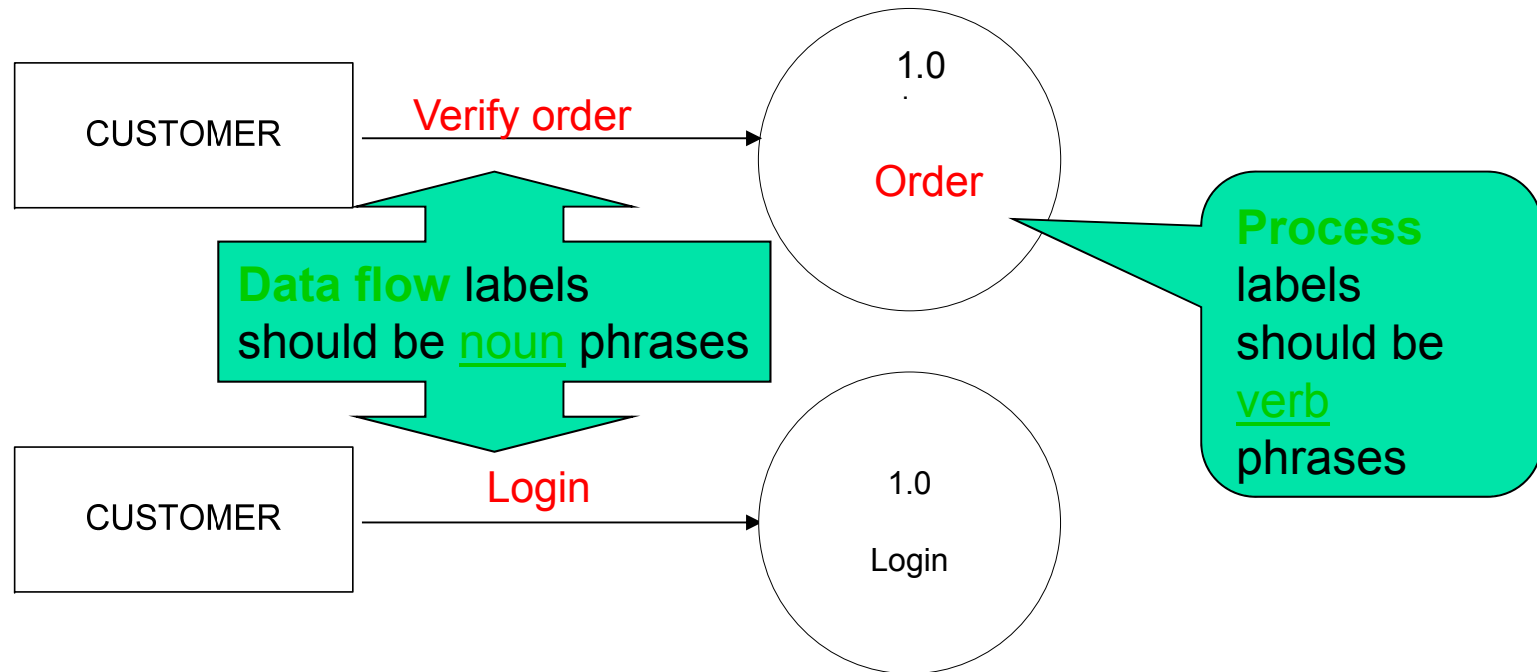 1.0
.
CUSTOMER
Verify order
Order
Data flow labels
should be noun phrases
Process
labels
should be
verb
phrases
CUSTOMER
Login
1.0
Login